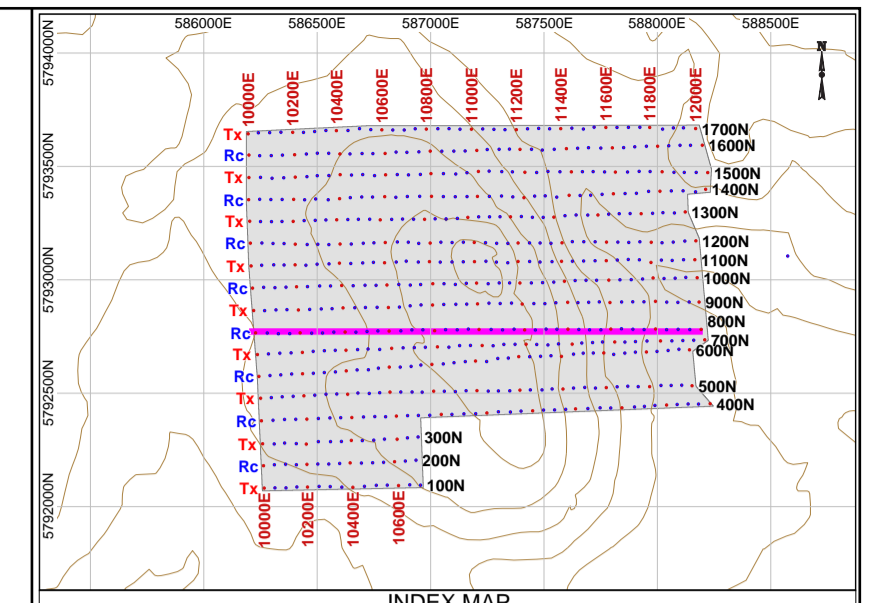 586000E 586500E 587000E 587500E 588000E 588500E
5794000N
N
10000E 10200E 10400E 10600E 10800E 11000E 11200E 11400E 11600E 11800E 12000E
Tx 1700N
Rc 1600N
5793500N
Tx 1500N
Rc 1400N
Tx 1300N
Rc 1200N
Tx 1100N
5793000N
Rc 1000N
Tx 900N
Rc 800N
Tx 700N
Rc 600N
5792500N
Tx 500N
Rc 400N
Tx 300N
Rc 200N
Tx 100N
5792000N
10000E 10200E 10400E 10600E
INDEX MAP